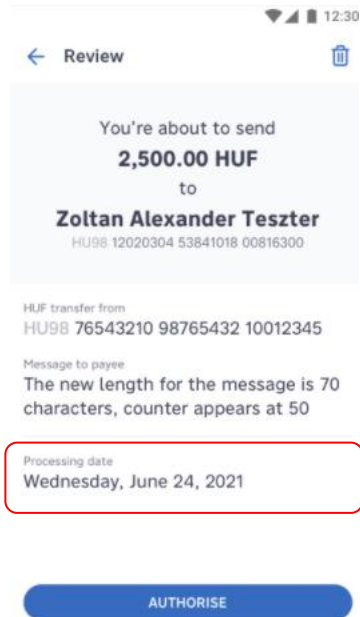 12:30
Review
You're about to send
2,500.00 HUF
to
Zoltan Alexander Teszter
HU98 12020304 53841018 00816300
HUF transfer from
HU98 76543210 98765432 10012345
Message to payee
The new length for the message is 70
characters, counter appears at 50
Processing date
Wednesday, June 24, 2021
AUTHORISE